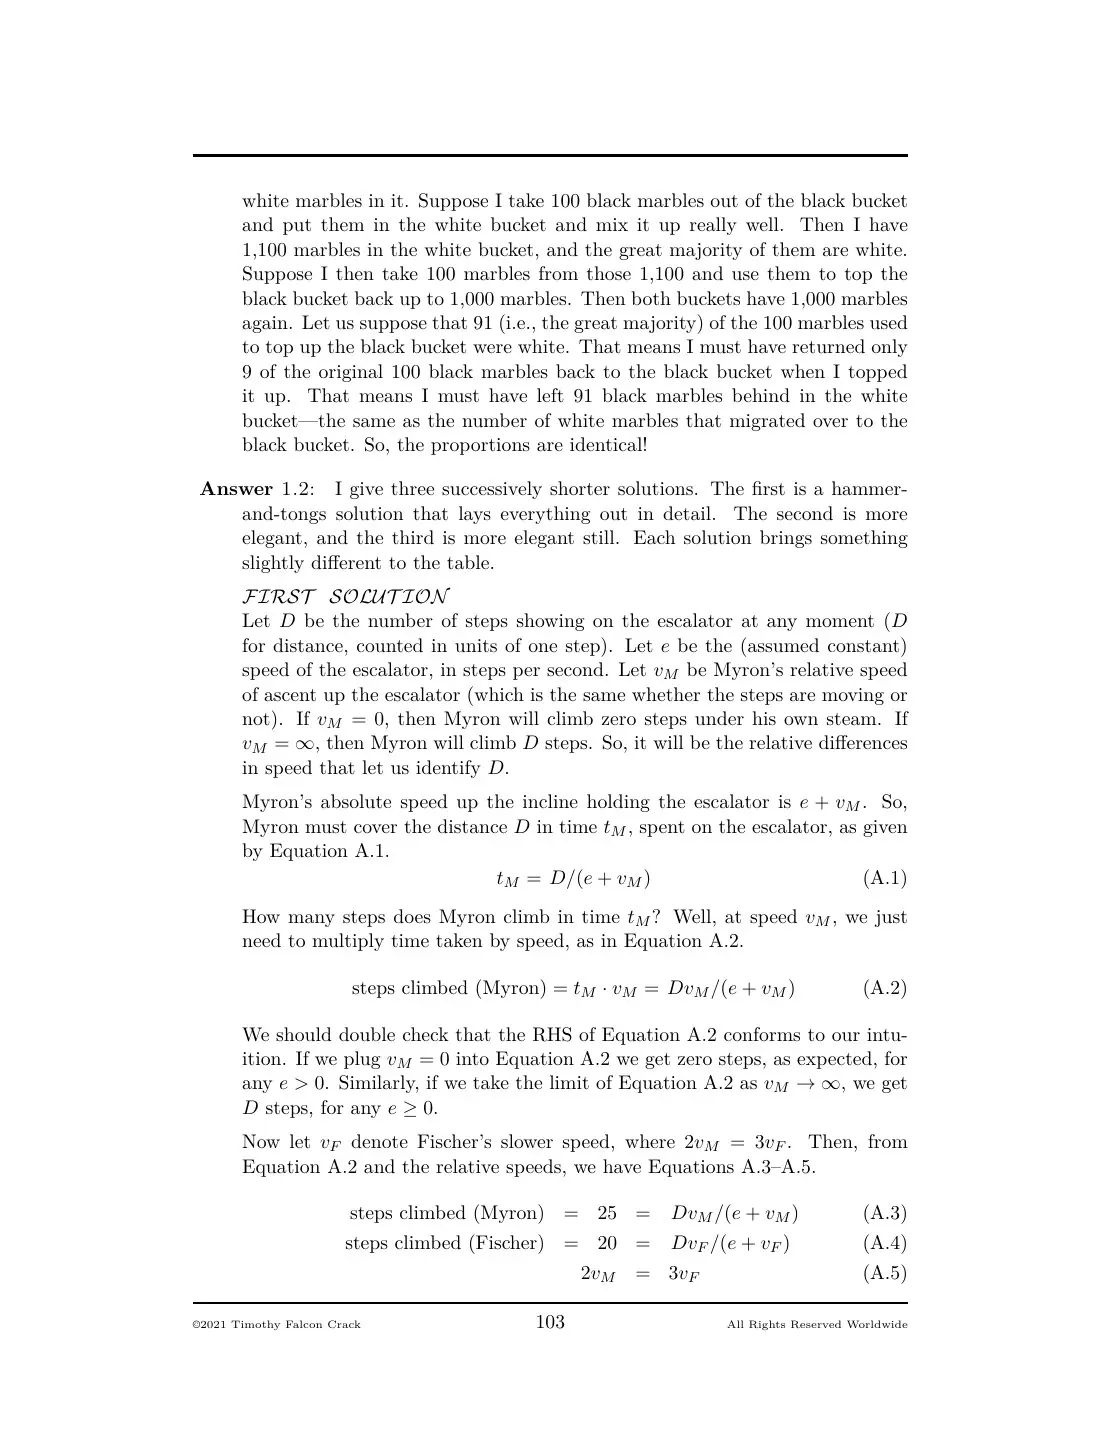 white marbles in it. Suppose I take 100 black marbles out of the black bucket
and put them in the white bucket and mix it up really well. Then I have
1,100 marbles in the white bucket, and the great majority of them are white.
Suppose I then take 100 marbles from those 1,100 and use them to top the
black bucket back up to 1,000 marbles. Then both buckets have 1,000 marbles
again. Let us suppose that 91 (i.e., the great majority) of the 100 marbles used
to top up the black bucket were white. That means I must have returned only
9 of the original 100 black marbles back to the black bucket when I topped
it up. That means I must have left 91 black marbles behind in the white
bucket—the same as the number of white marbles that migrated over to the
black bucket. So, the proportions are identical!
Answer 1.2: I give three successively shorter solutions. The first is a hammer-
and-tongs solution that lays everything out in detail. The second is more
elegant, and the third is more elegant still. Each solution brings something
slightly different to the table.
FIRST SOLUTION
Let D be the number of steps showing on the escalator at any moment (D
for distance, counted in units of one step). Let e be the (assumed constant)
speed of the escalator, in steps per second. Let v_M be Myron's relative speed
of ascent up the escalator (which is the same whether the steps are moving or
not). If v_M = 0, then Myron will climb zero steps under his own steam. If
v_M = ∞, then Myron will climb D steps. So, it will be the relative differences
in speed that let us identify D.
Myron's absolute speed up the incline holding the escalator is e + v_M. So,
Myron must cover the distance D in time t_M, spent on the escalator, as given
by Equation A.1.
t_M = D/(e + v_M) (A.1)
How many steps does Myron climb in time t_M? Well, at speed v_M, we just
need to multiply time taken by speed, as in Equation A.2.
steps climbed (Myron) = t_M · v_M = Dv_M/(e + v_M) (A.2)
We should double check that the RHS of Equation A.2 conforms to our intu-
ition. If we plug v_M = 0 into Equation A.2 we get zero steps, as expected, for
any e > 0. Similarly, if we take the limit of Equation A.2 as v_M → ∞, we get
D steps, for any e ≥ 0.
Now let v_F denote Fischer's slower speed, where 2v_M = 3v_F. Then, from
Equation A.2 and the relative speeds, we have Equations A.3–A.5.
steps climbed (Myron) = 25 = Dv_M/(e + v_M) (A.3)
steps climbed (Fischer) = 20 = Dv_F/(e + v_F) (A.4)
2v_M = 3v_F (A.5)
©2021 Timothy Falcon Crack 103 All Rights Reserved Worldwide